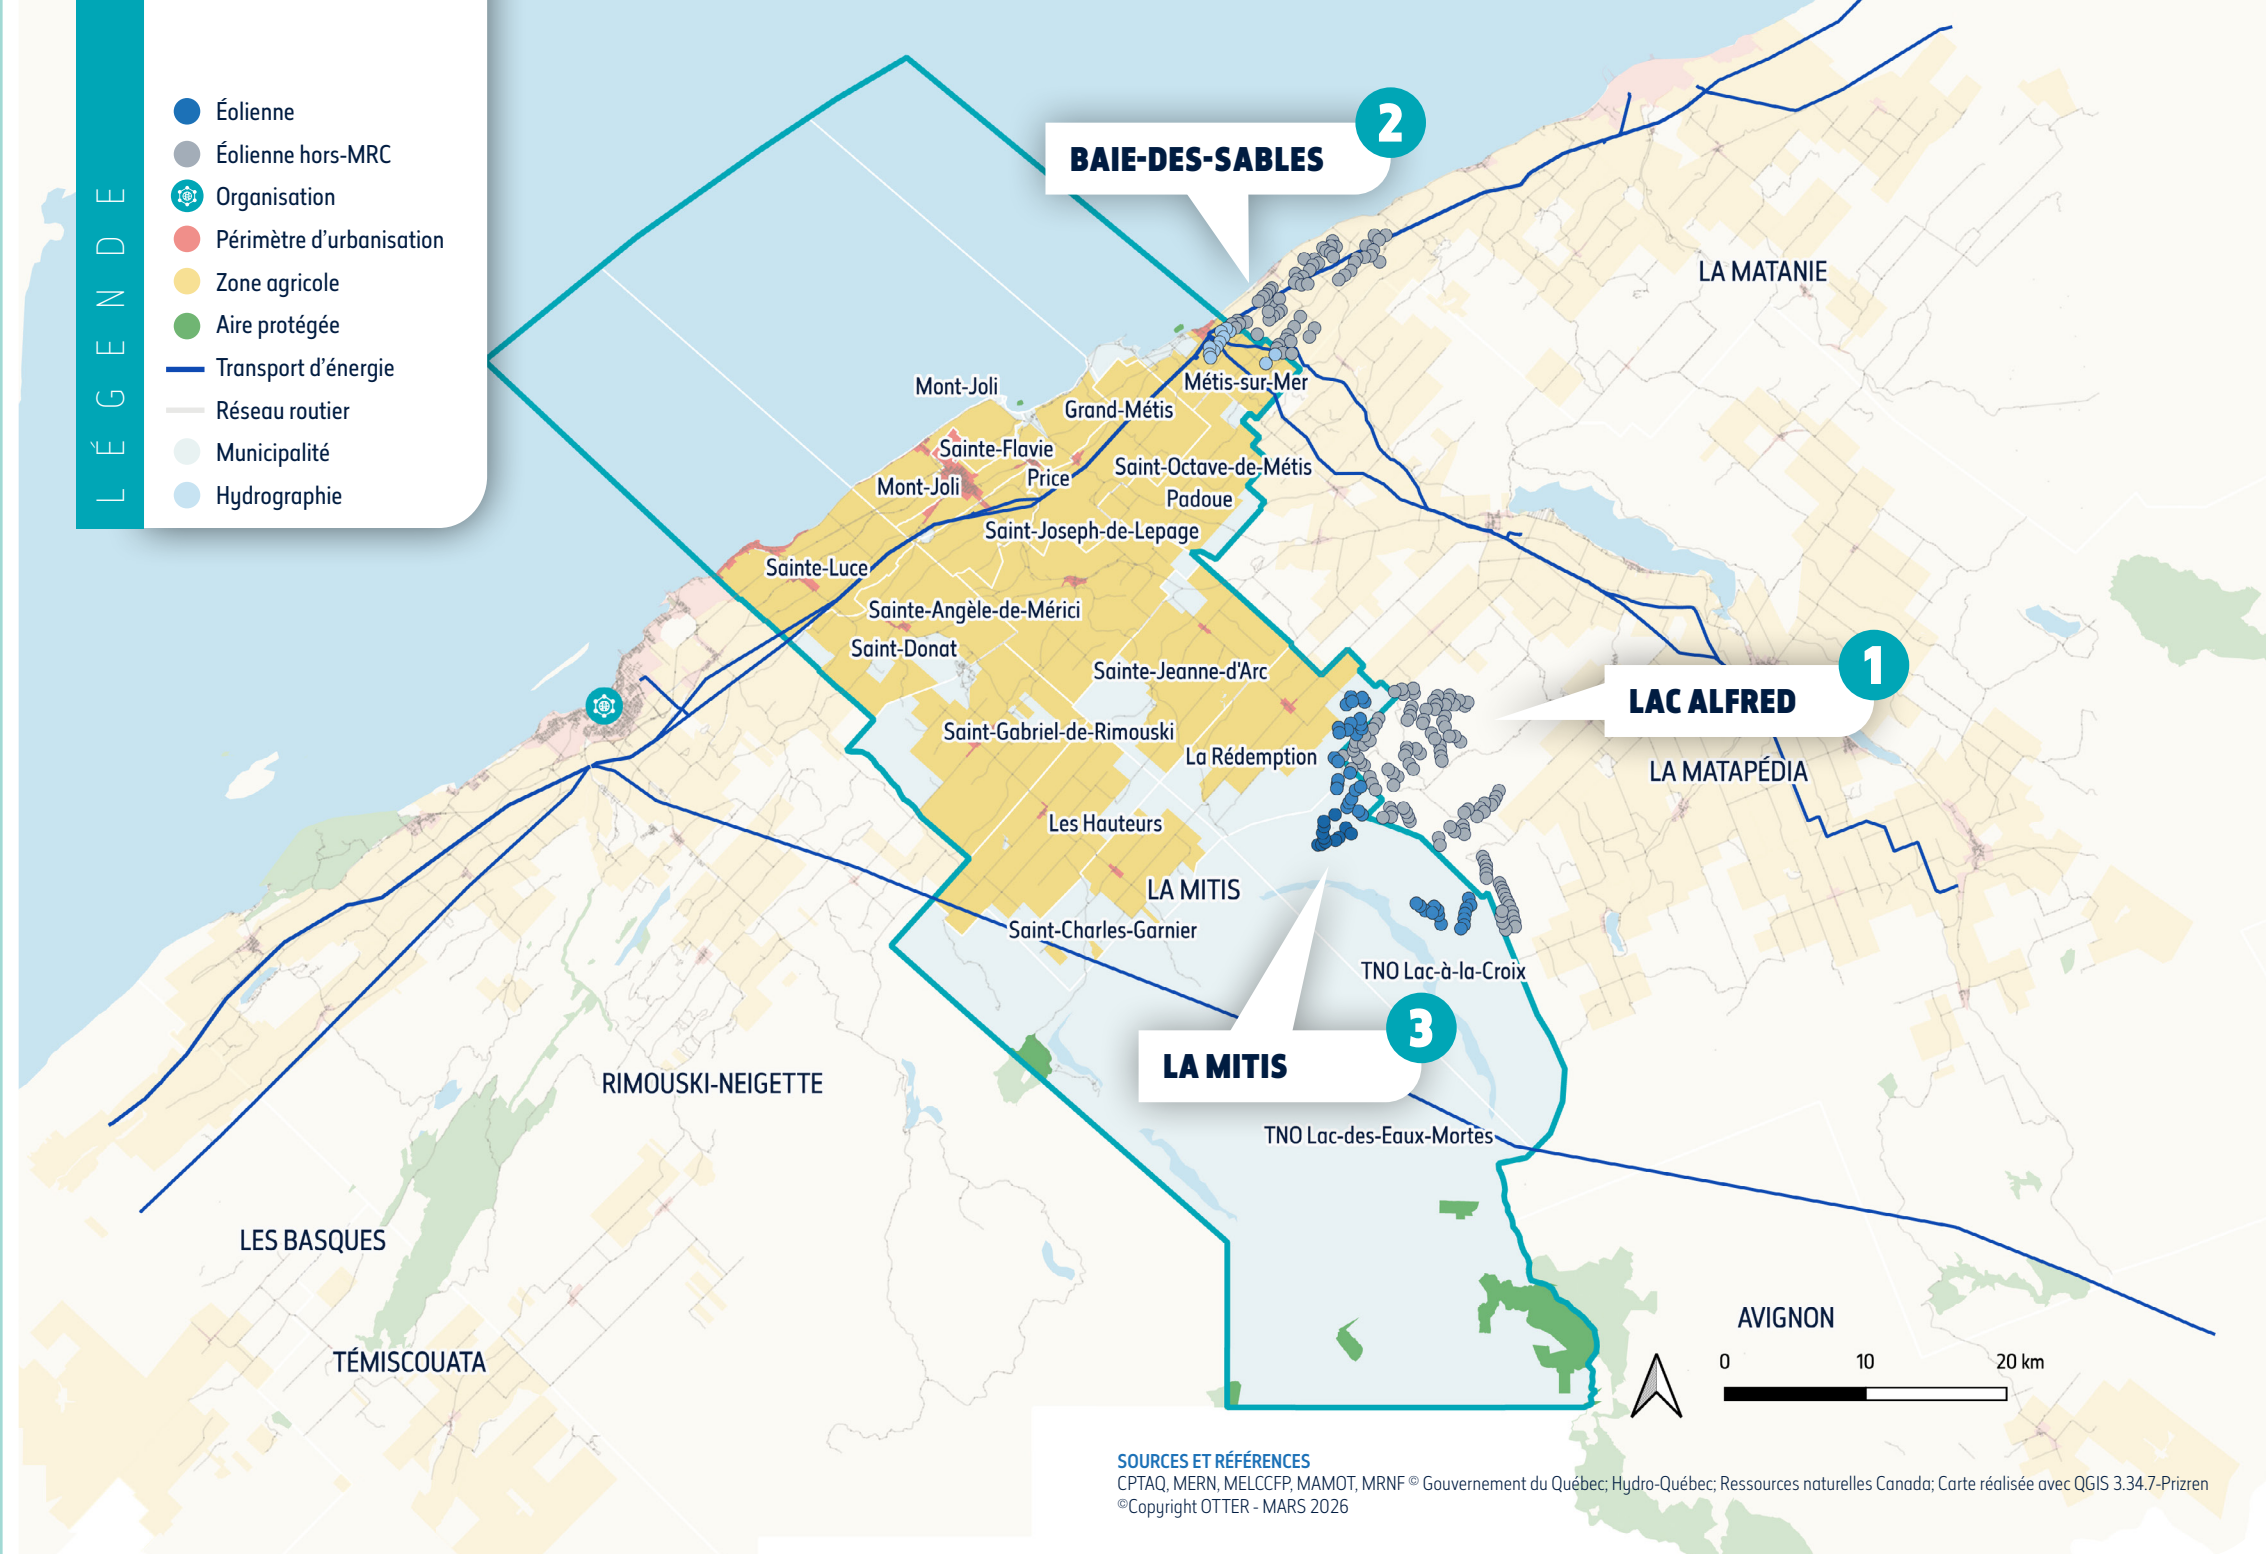 LÉGENDE
Éolienne
Éolienne hors-MRC
Organisation
Périmètre d'urbanisation
Zone agricole
Aire protégée
Transport d'énergie
Réseau routier
Municipalité
Hydrographie
2
BAIE-DES-SABLES
LA MATANIE
Mont-Joli
Métis-sur-Mer
Grand-Métis
Sainte-Flavie
Saint-Octave-de-Métis
Price
Mont-Joli
Padoue
Saint-Joseph-de-Lepage
Sainte-Luce
Sainte-Angèle-de-Mérici
Saint-Donat
Sainte-Jeanne-d'Arc
1
LAC ALFRED
Saint-Gabriel-de-Rimouski
La Rédemption
LA MATAPÉDIA
Les Hauteurs
LA MITIS
Saint-Charles-Garnier
TNO Lac-à-la-Croix
3
LA MITIS
RIMOUSKI-NEIGETTE
TNO Lac-des-Eaux-Mortes
LES BASQUES
AVIGNON
TÉMISCOUATA
0 10 20 km
SOURCES ET RÉFÉRENCES
CPTAQ, MERN, MELCCFP, MAMOT, MRNF © Gouvernement du Québec; Hydro-Québec; Ressources naturelles Canada; Carte réalisée avec QGIS 3.34.7-Prizren
©Copyright OTTER - MARS 2026